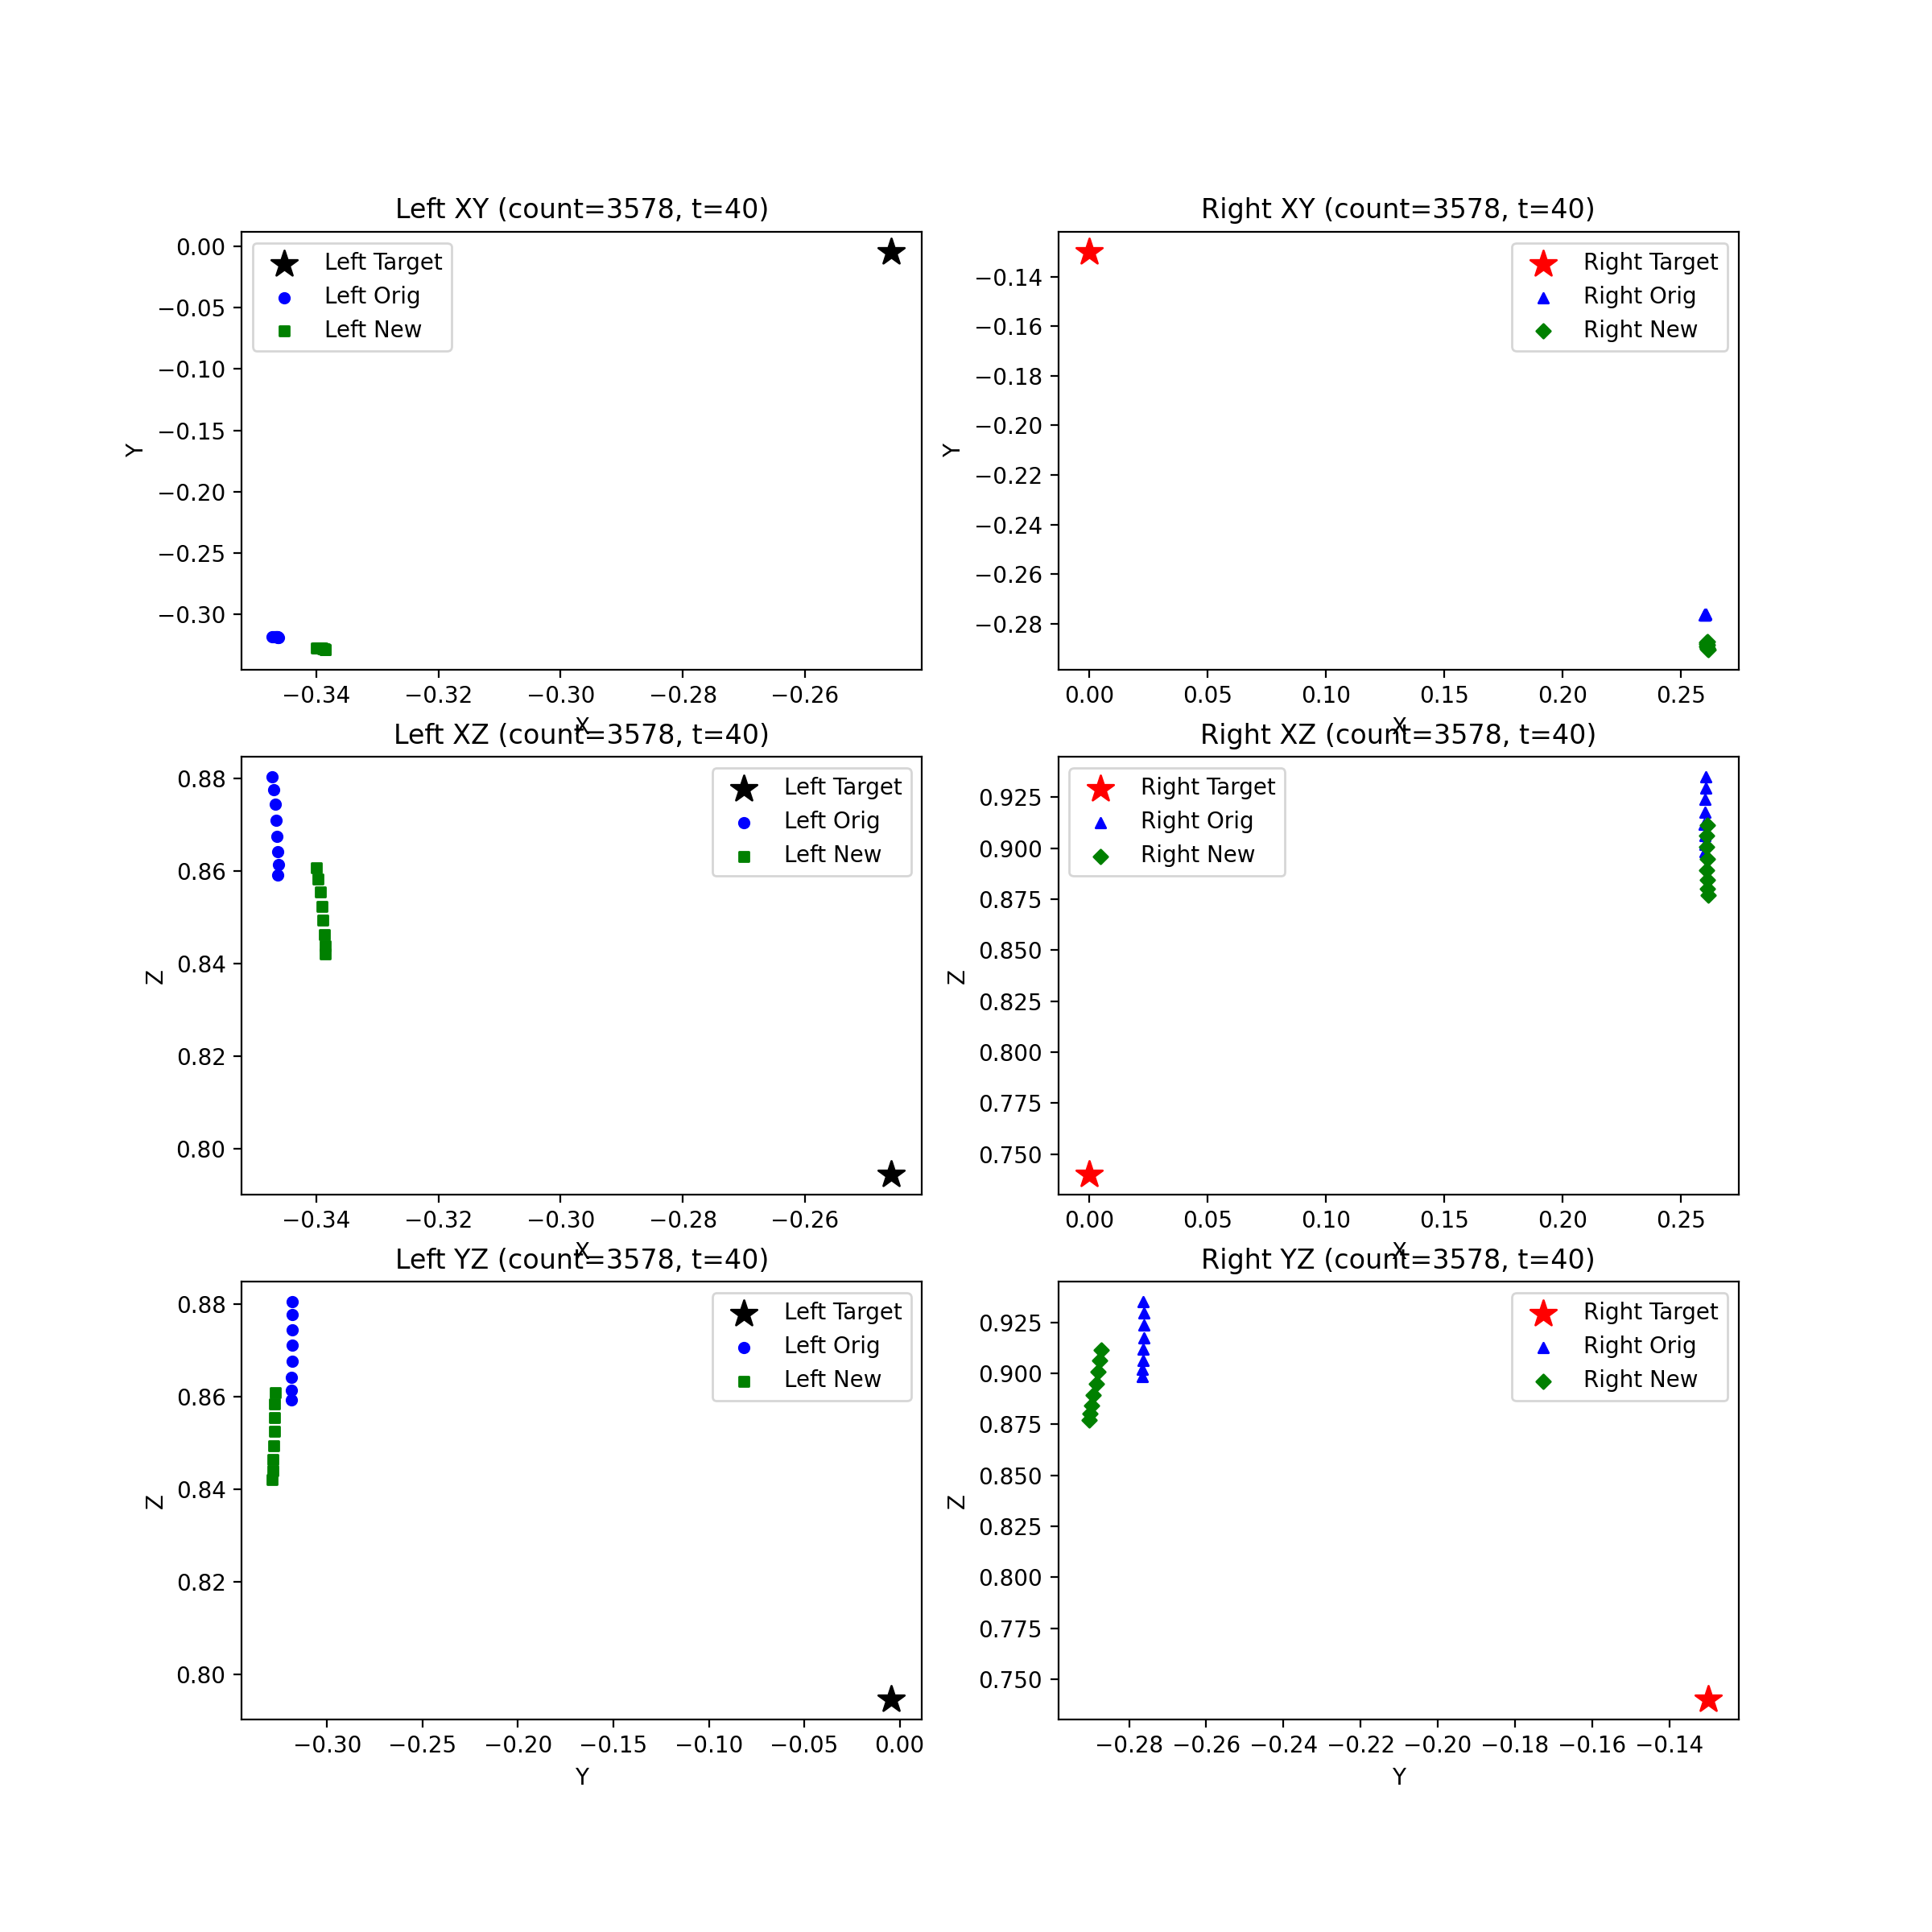 Left XY (count=3578, t=40)
0.00
−0.05
−0.10
−0.15
−0.20
−0.25
−0.30
Y
Left Target
Left Orig
Left New
−0.34 −0.32 −0.30 −0.28 −0.26
X
Right XY (count=3578, t=40)
−0.14
−0.16
−0.18
−0.20
−0.22
−0.24
−0.26
−0.28
Y
Right Target
Right Orig
Right New
0.00 0.05 0.10 0.15 0.20 0.25
X
Left XZ (count=3578, t=40)
0.88
0.86
0.84
0.82
0.80
Z
Left Target
Left Orig
Left New
−0.34 −0.32 −0.30 −0.28 −0.26
X
Right XZ (count=3578, t=40)
0.925
0.900
0.875
0.850
0.825
0.800
0.775
0.750
Z
Right Target
Right Orig
Right New
0.00 0.05 0.10 0.15 0.20 0.25
X
Left YZ (count=3578, t=40)
0.88
0.86
0.84
0.82
0.80
Z
Left Target
Left Orig
Left New
−0.30 −0.25 −0.20 −0.15 −0.10 −0.05 0.00
Y
Right YZ (count=3578, t=40)
0.925
0.900
0.875
0.850
0.825
0.800
0.775
0.750
Z
Right Target
Right Orig
Right New
−0.28 −0.26 −0.24 −0.22 −0.20 −0.18 −0.16 −0.14
Y